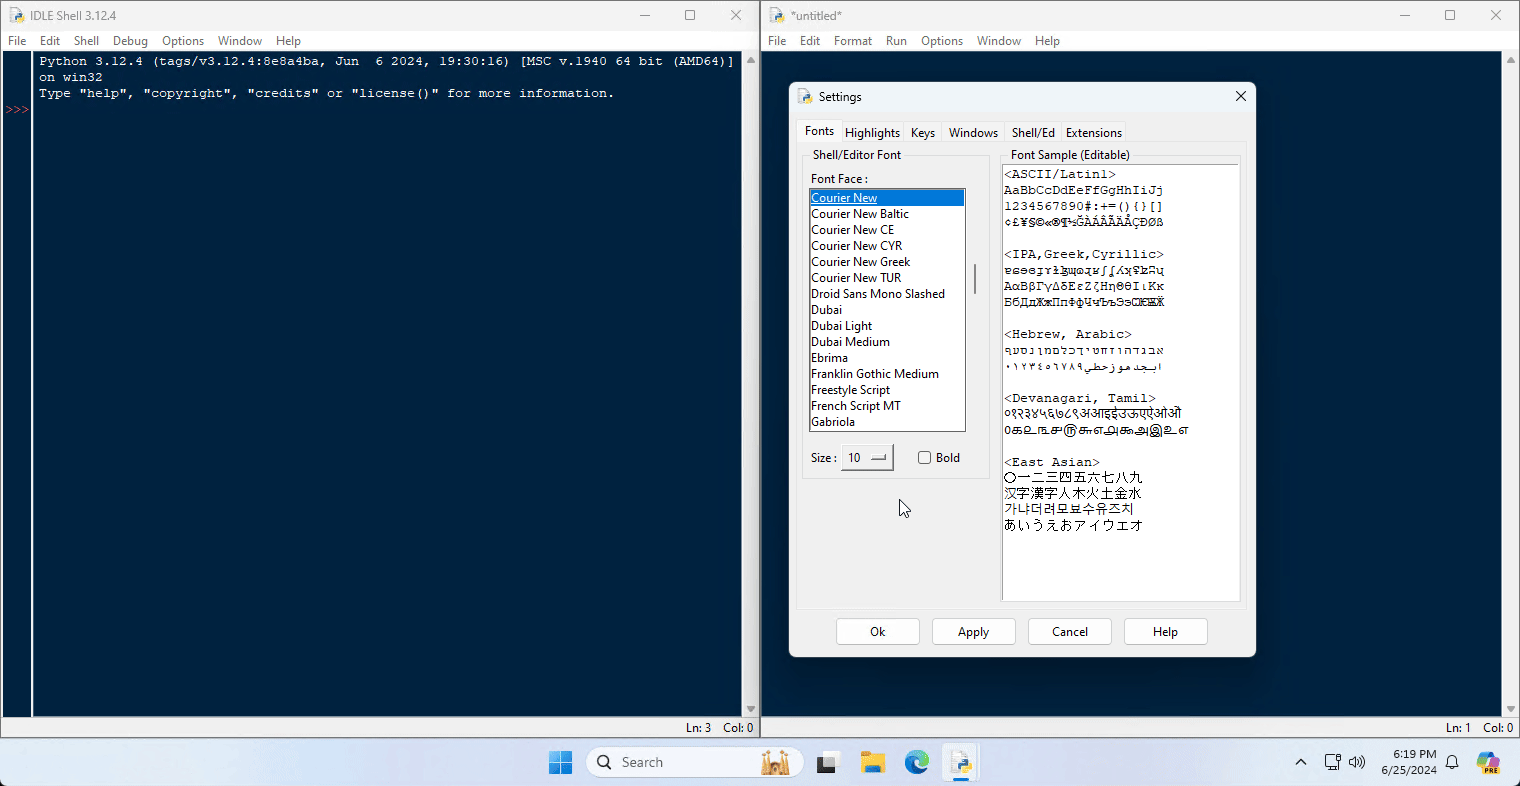 IDLE Shell 3.12.4
File Edit Shell Debug Options Window Help
Python 3.12.4 (tags/v3.12.4:8e8a4ba, Jun  6 2024, 19:30:16) [MSC v.1940 64 bit (AMD64)]
on win32
Type "help", "copyright", "credits" or "license()" for more information.
>>>
Ln: 3 Col: 0
*untitled*
File Edit Format Run Options Window Help
Settings
Fonts Highlights Keys Windows Shell/Ed Extensions
Shell/Editor Font
Font Face :
Courier New
Courier New Baltic
Courier New CE
Courier New CYR
Courier New Greek
Courier New TUR
Droid Sans Mono Slashed
Dubai
Dubai Light
Dubai Medium
Ebrima
Franklin Gothic Medium
Freestyle Script
French Script MT
Gabriola
Size : 10 Bold
Font Sample (Editable)
<ASCII/Latin1>
AaBbCcDdEeFfGgHhIiJj
1234567890#:+=(){}[]
<IPA,Greek,Cyrillic>
ΑαΒβΓγΔδΕεΖζΗηΘθΙιΚκ
<Hebrew, Arabic>
אבגדהוזחטיךכלםמןנסעף
<Devanagari, Tamil>
०१२३४५६७८९अआइईउऊएऐओऔ
<East Asian>
〇一二三四五六七八九
汉字漢字人木火土金水
가냐더려모뵤수유즈치
あいうえおアイウエオ
Ok Apply Cancel Help
Ln: 1 Col: 0
Search
6:19 PM
6/25/2024
PRE